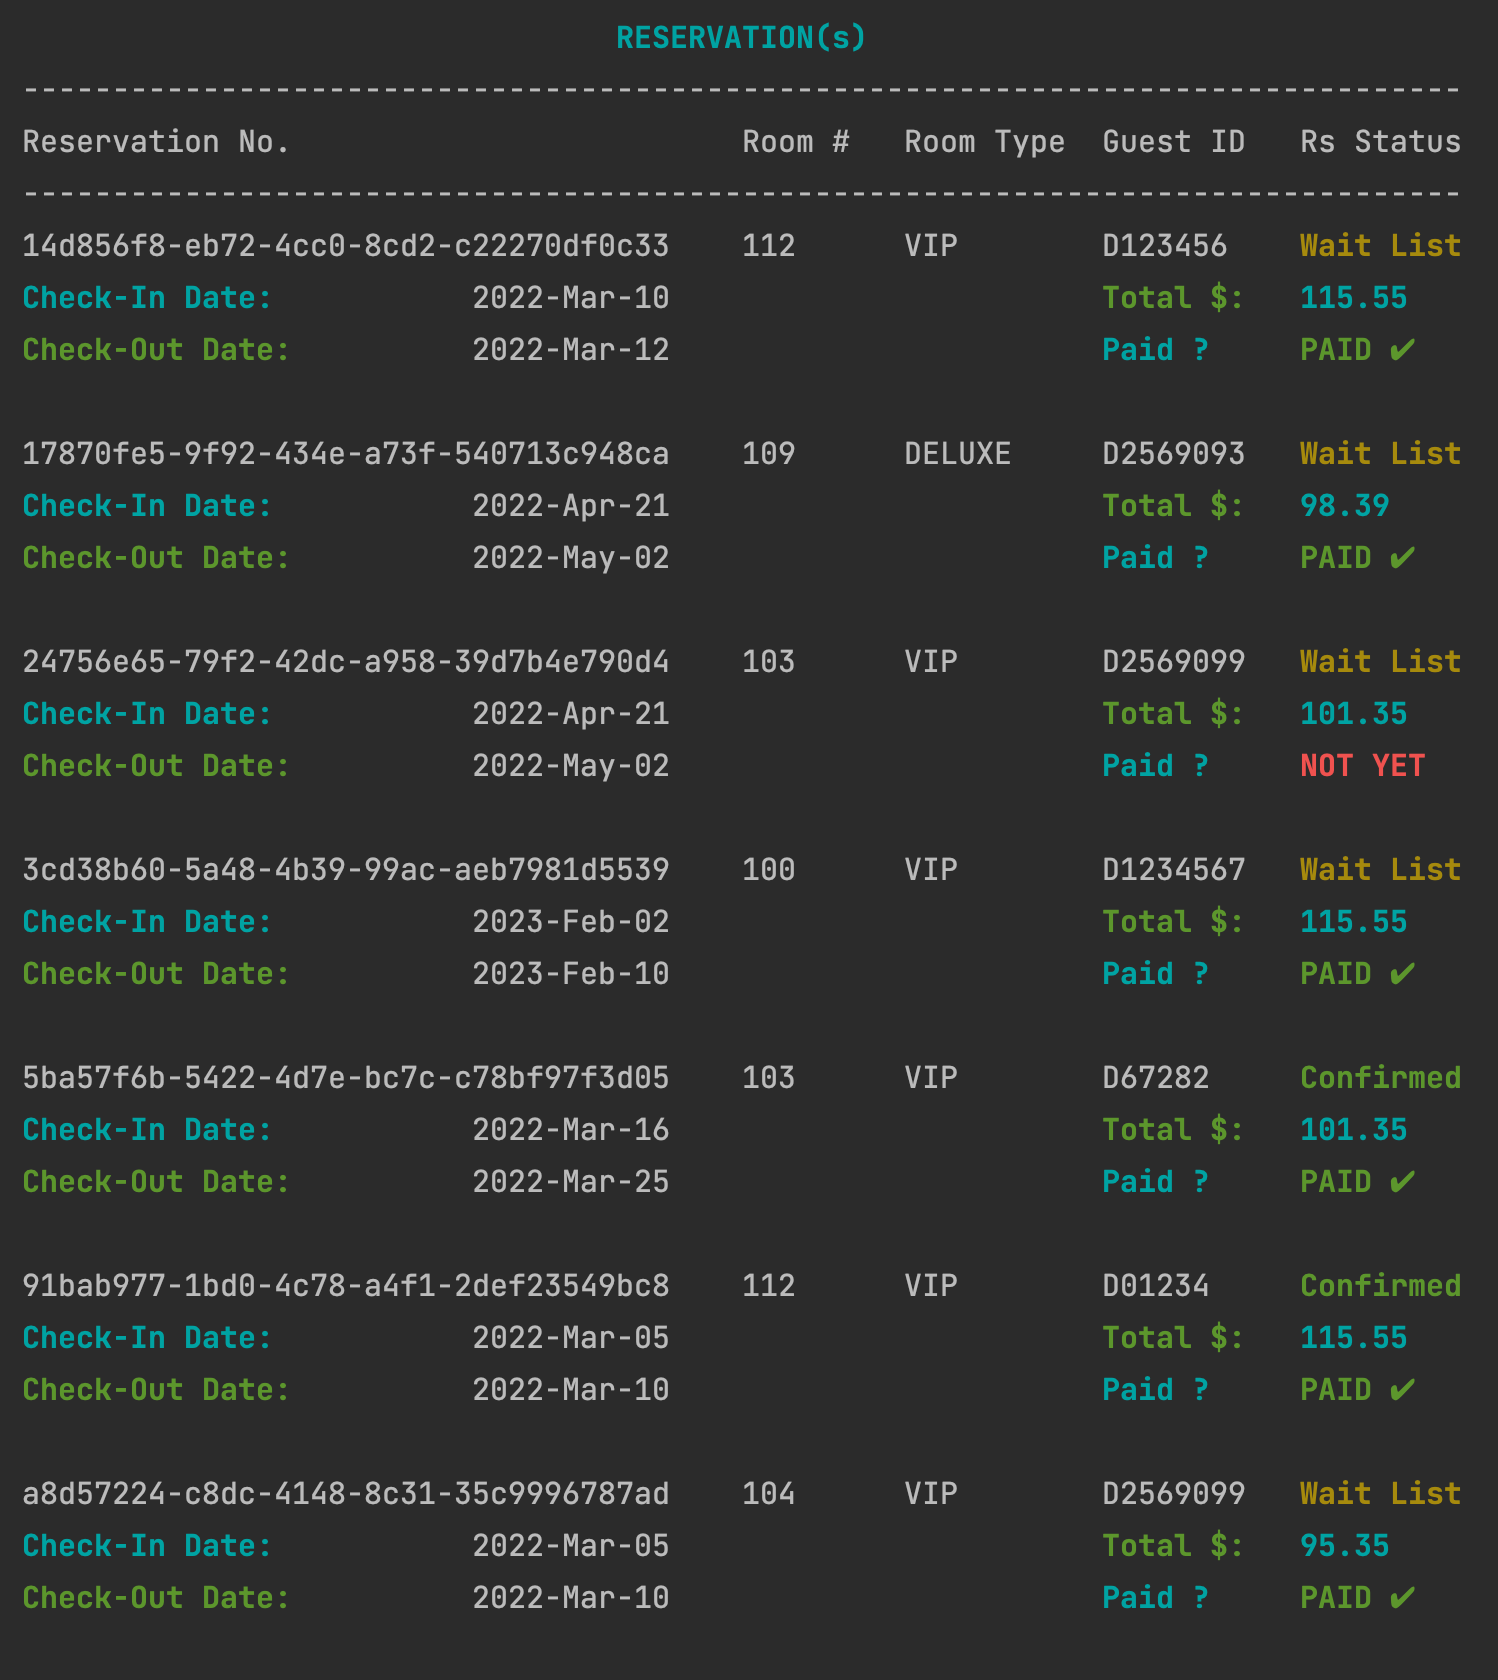 RESERVATION(s)
--------------------------------------------------------------------------------
Reservation No. Room # Room Type Guest ID Rs Status
--------------------------------------------------------------------------------
14d856f8-eb72-4cc0-8cd2-c22270df0c33 112 VIP D123456 Wait List
Check-In Date: 2022-Mar-10 Total $: 115.55
Check-Out Date: 2022-Mar-12 Paid ? PAID ✔
17870fe5-9f92-434e-a73f-540713c948ca 109 DELUXE D2569093 Wait List
Check-In Date: 2022-Apr-21 Total $: 98.39
Check-Out Date: 2022-May-02 Paid ? PAID ✔
24756e65-79f2-42dc-a958-39d7b4e790d4 103 VIP D2569099 Wait List
Check-In Date: 2022-Apr-21 Total $: 101.35
Check-Out Date: 2022-May-02 Paid ? NOT YET
3cd38b60-5a48-4b39-99ac-aeb7981d5539 100 VIP D1234567 Wait List
Check-In Date: 2023-Feb-02 Total $: 115.55
Check-Out Date: 2023-Feb-10 Paid ? PAID ✔
5ba57f6b-5422-4d7e-bc7c-c78bf97f3d05 103 VIP D67282 Confirmed
Check-In Date: 2022-Mar-16 Total $: 101.35
Check-Out Date: 2022-Mar-25 Paid ? PAID ✔
91bab977-1bd0-4c78-a4f1-2def23549bc8 112 VIP D01234 Confirmed
Check-In Date: 2022-Mar-05 Total $: 115.55
Check-Out Date: 2022-Mar-10 Paid ? PAID ✔
a8d57224-c8dc-4148-8c31-35c9996787ad 104 VIP D2569099 Wait List
Check-In Date: 2022-Mar-05 Total $: 95.35
Check-Out Date: 2022-Mar-10 Paid ? PAID ✔